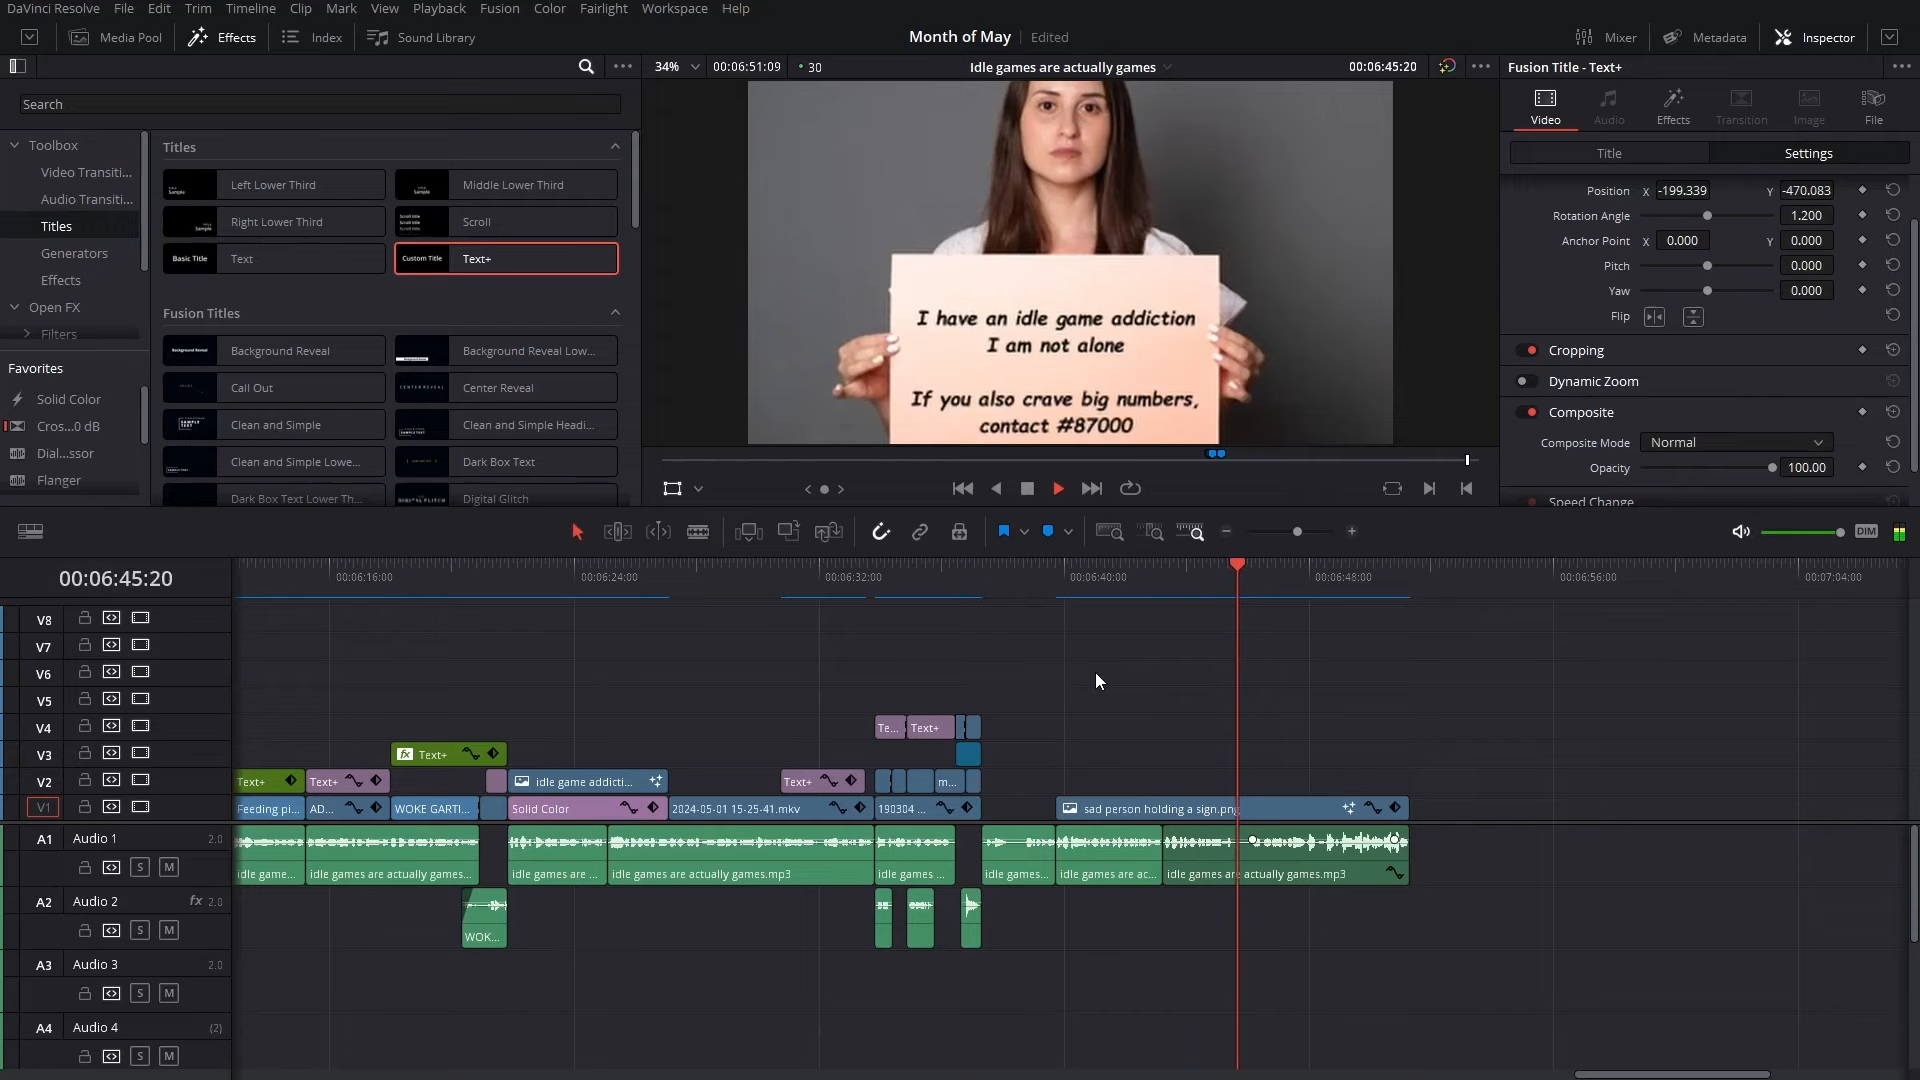 DaVinci Resolve File Edit Trim Timeline Clip Mark View Playback Fusion Color Fairlight Workspace Help
Media Pool Effects Index Sound Library Month of May Edited Mixer Metadata Inspector
34% 00:06:51:09 30 Idle games are actually games 00:06:45:20 Fusion Title - Text+
Search
Video Audio Effects Transition Image File
Title Settings
Toolbox
Video Transiti...
Audio Transiti...
Titles
Generators
Effects
Open FX
Filters
Favorites
Solid Color
Cros...0 dB
Dial...ssor
Flanger
Titles
Left Lower Third Middle Lower Third
Right Lower Third Scroll
Basic Title Text Custom Title Text+
Fusion Titles
Background Reveal Background Reveal Low...
Call Out Center Reveal
Clean and Simple Clean and Simple Headi...
Clean and Simple Lowe... Dark Box Text
Dark Box Text Lower Th... Digital Glitch
I have an idle game addiction
I am not alone
If you also crave big numbers,
contact #87000
Position X -199.339 Y -470.083
Rotation Angle 1.200
Anchor Point X 0.000 Y 0.000
Pitch 0.000
Yaw 0.000
Flip
Cropping
Dynamic Zoom
Composite
Composite Mode Normal
Opacity 100.00
Speed Change
DIM
00:06:45:20 00:06:16:00 00:06:24:00 00:06:32:00 00:06:40:00 00:06:48:00 00:06:56:00 00:07:04:00
V8
V7
V6
V5
V4 Te... Text+
V3 fx Text+
V2 Text+ Text+ idle game addicti... Text+ m...
V1 Feeding pi... AD... WOKE GARTI... Solid Color 2024-05-01 15-25-41.mkv 190304 ... sad person holding a sign.png
A1 Audio 1 2.0
S M idle game... idle games are actually games... idle games are ... idle games are actually games.mp3 idle games ... idle games... idle games are ac... idle games are actually games.mp3
A2 Audio 2 fx 2.0
S M WOK...
A3 Audio 3 2.0
S M
A4 Audio 4 (2)
S M